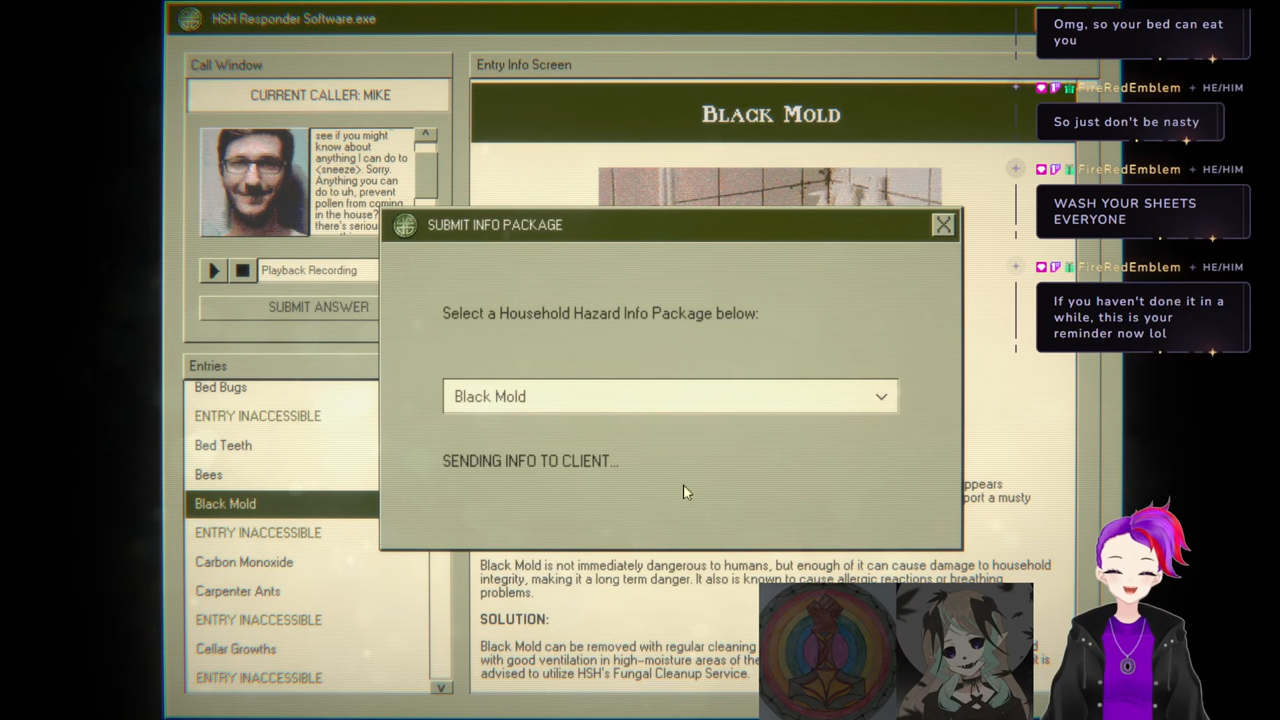 HSH Responder Software.exe
Call Window
CURRENT CALLER: MIKE
see if you might
know about
anything I can do to
<sneeze>. Sorry.
Anything you can
do to uh, prevent
pollen from coming
in the house?
there's serious
Playback Recording
SUBMIT ANSWER
Entries
Bed Bugs
ENTRY INACCESSIBLE
Bed Teeth
Bees
Black Mold
ENTRY INACCESSIBLE
Carbon Monoxide
Carpenter Ants
ENTRY INACCESSIBLE
Cellar Growths
ENTRY INACCESSIBLE
Entry Info Screen
BLACK MOLD
SUBMIT INFO PACKAGE
Select a Household Hazard Info Package below:
Black Mold
SENDING INFO TO CLIENT...
appears
port a musty
Black Mold is not immediately dangerous to humans, but enough of it can cause damage to household
integrity, making it a long term danger. It also is known to cause allergic reactions or breathing
problems.
SOLUTION:
Black Mold can be removed with regular cleaning
with good ventilation in high-moisture areas of the
t is
advised to utilize HSH's Fungal Cleanup Service.
Omg, so your bed can eat
you
FireRedEmblem HE/HIM
So just don't be nasty
FireRedEmblem HE/HIM
WASH YOUR SHEETS
EVERYONE
FireRedEmblem HE/HIM
If you haven't done it in a
while, this is your
reminder now lol